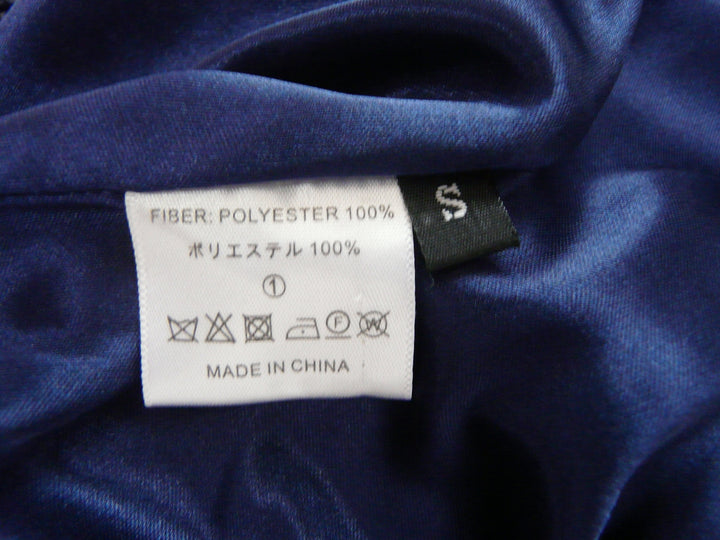 FIBER: POLYESTER 100%
ポリエステル 100%
①
F W
MADE IN CHINA
S